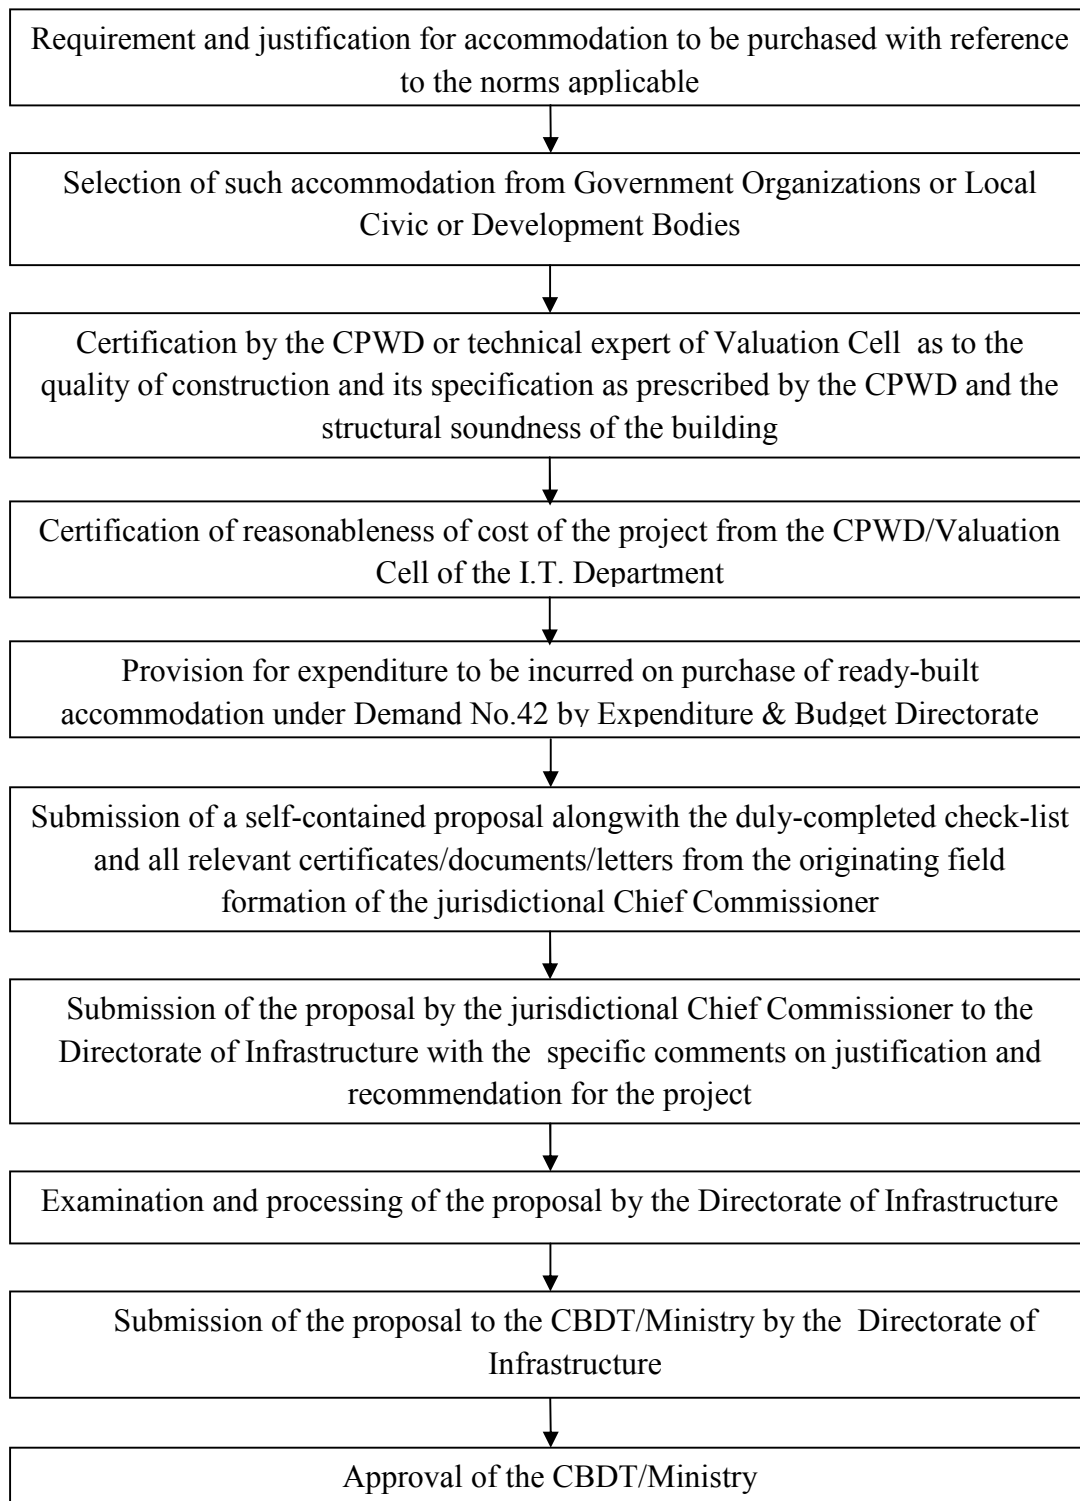 Requirement and justification for accommodation to be purchased with reference
to the norms applicable
Selection of such accommodation from Government Organizations or Local
Civic or Development Bodies
Certification by the CPWD or technical expert of Valuation Cell as to the
quality of construction and its specification as prescribed by the CPWD and the
structural soundness of the building
Certification of reasonableness of cost of the project from the CPWD/Valuation
Cell of the I.T. Department
Provision for expenditure to be incurred on purchase of ready-built
accommodation under Demand No.42 by Expenditure & Budget Directorate
Submission of a self-contained proposal alongwith the duly-completed check-list
and all relevant certificates/documents/letters from the originating field
formation of the jurisdictional Chief Commissioner
Submission of the proposal by the jurisdictional Chief Commissioner to the
Directorate of Infrastructure with the specific comments on justification and
recommendation for the project
Examination and processing of the proposal by the Directorate of Infrastructure
Submission of the proposal to the CBDT/Ministry by the Directorate of
Infrastructure
Approval of the CBDT/Ministry